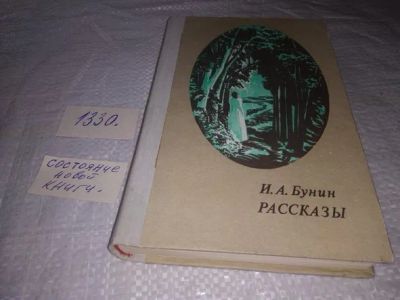 1330.
состояние
новой
книги.
И. А. Бунин
РАССКАЗЫ